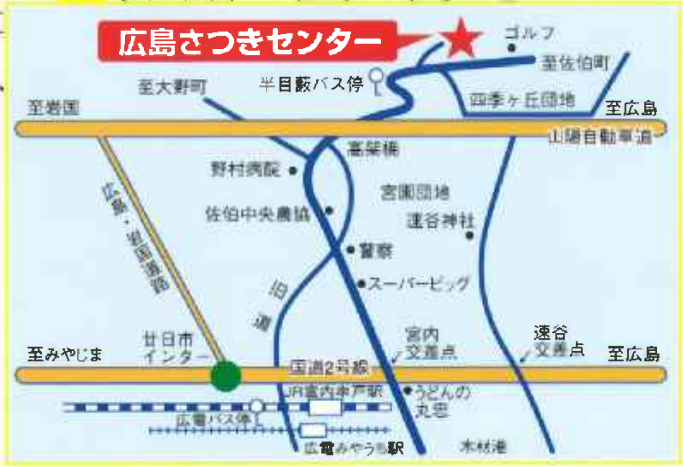 広島さつきセンター
ゴルフ
至佐伯町
半目藪バス停
至大野町
四季ヶ丘団地
至岩国
至広島
山陽自動車道
高架橋
野村病院
宮園団地
広島・岩国道路
佐伯中央農協
速谷神社
警察
スーパービッグ
旧道
廿日市
インター
宮内
交差点
速谷
交差点
至みやじま
至広島
国道2号線
JR宮内串戸駅
うどんの
丸忠
広電バス停
広電みやうち駅
木材港